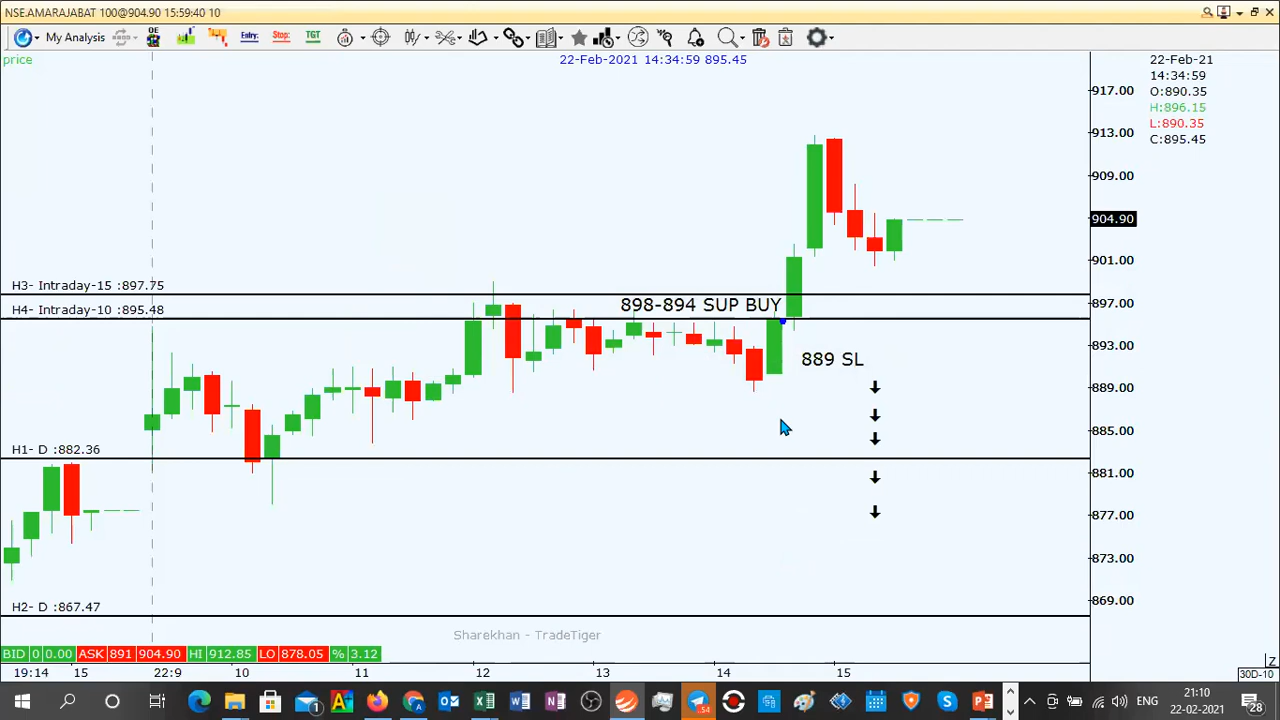 NSE.AMARAJABAT 100@904.90 15:59:40 10
My Analysis
OE
Entry:
Stop:
TGT
price
22-Feb-2021 14:34:59 895.45
22-Feb-21
14:34:59
O:890.35
H:896.15
L:890.35
C:895.45
917.00
913.00
909.00
904.90
901.00
897.00
893.00
889.00
885.00
881.00
877.00
873.00
869.00
H3- Intraday-15 :897.75
898-894 SUP BUY
H4- Intraday-10 :895.48
889 SL
H1- D :882.36
H2- D :867.47
Sharekhan - TradeTiger
BID 0 0.00 ASK 891 904.90 HI 912.85 LO 878.05 % 3.12
19:14 15 22:9 10 11 12 13 14 15
Z
30D-10
54
ENG
21:10
22-02-2021
28